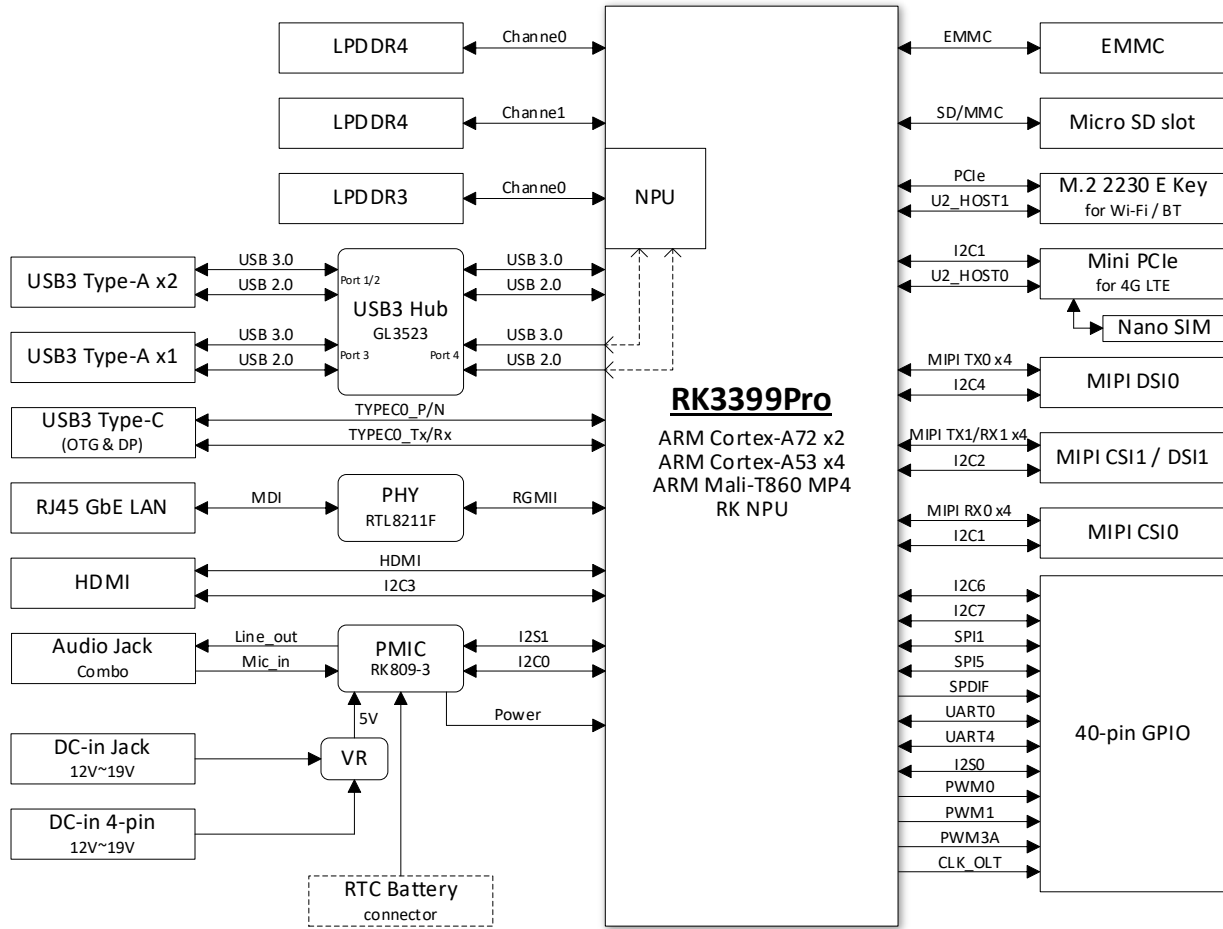 LPDDR4
Channe0
EMMC
EMMC
LPDDR4
Channe1
SD/MMC
Micro SD slot
LPDDR3
Channe0
NPU
PCIe
U2_HOST1
M.2 2230 E Key
for Wi-Fi / BT
USB3 Type-A x2
USB 3.0
USB 2.0
Port 1/2
USB3 Hub
GL3523
Port 3
Port 4
USB 3.0
USB 2.0
I2C1
U2_HOST0
Mini PCIe
for 4G LTE
Nano SIM
USB3 Type-A x1
USB 3.0
USB 2.0
USB 3.0
USB 2.0
MIPI TX0 x4
I2C4
MIPI DSI0
RK3399Pro
ARM Cortex-A72 x2
ARM Cortex-A53 x4
ARM Mali-T860 MP4
RK NPU
USB3 Type-C
(OTG & DP)
TYPEC0_P/N
TYPEC0_Tx/Rx
MIPI TX1/RX1 x4
I2C2
MIPI CSI1 / DSI1
RJ45 GbE LAN
MDI
PHY
RTL8211F
RGMII
MIPI RX0 x4
I2C1
MIPI CSI0
HDMI
HDMI
I2C3
Audio Jack
Combo
Line_out
Mic_in
PMIC
RK809-3
I2S1
I2C0
Power
5V
VR
DC-in Jack
12V~19V
DC-in 4-pin
12V~19V
RTC Battery
connector
I2C6
I2C7
SPI1
SPI5
SPDIF
UART0
UART4
I2S0
PWM0
PWM1
PWM3A
CLK_OLT
40-pin GPIO